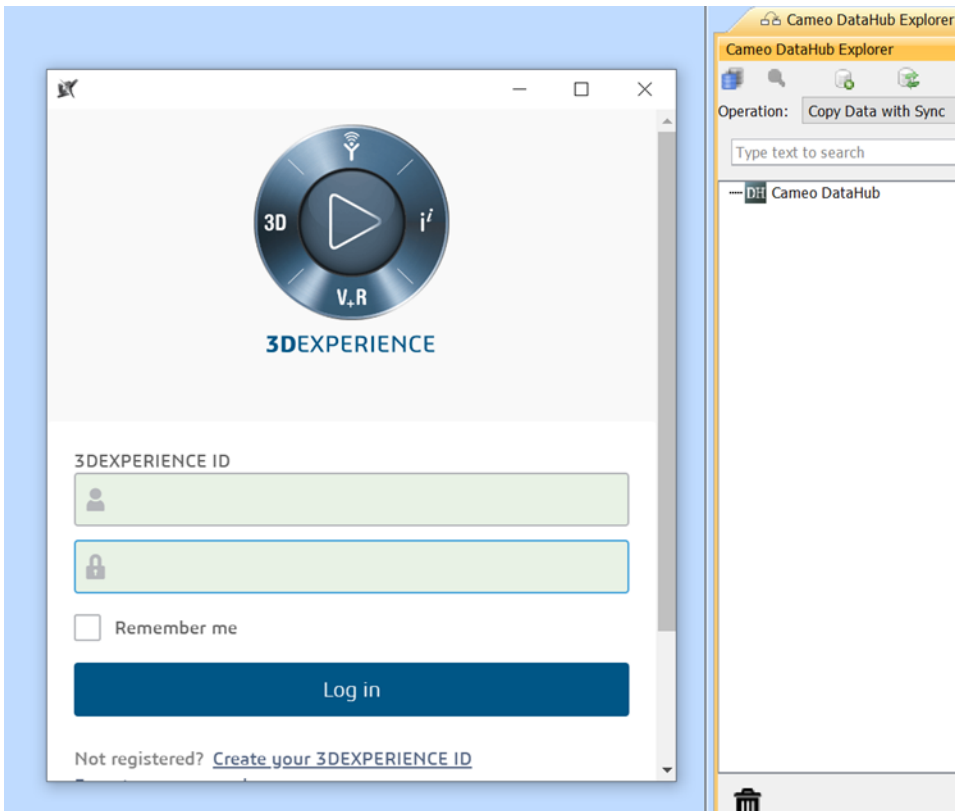 Cameo DataHub Explorer
Cameo DataHub Explorer
Operation: Copy Data with Sync
Type text to search
DH Cameo DataHub
3D
i i
V+R
3DEXPERIENCE
3DEXPERIENCE ID
Remember me
Log in
Not registered? Create your 3DEXPERIENCE ID